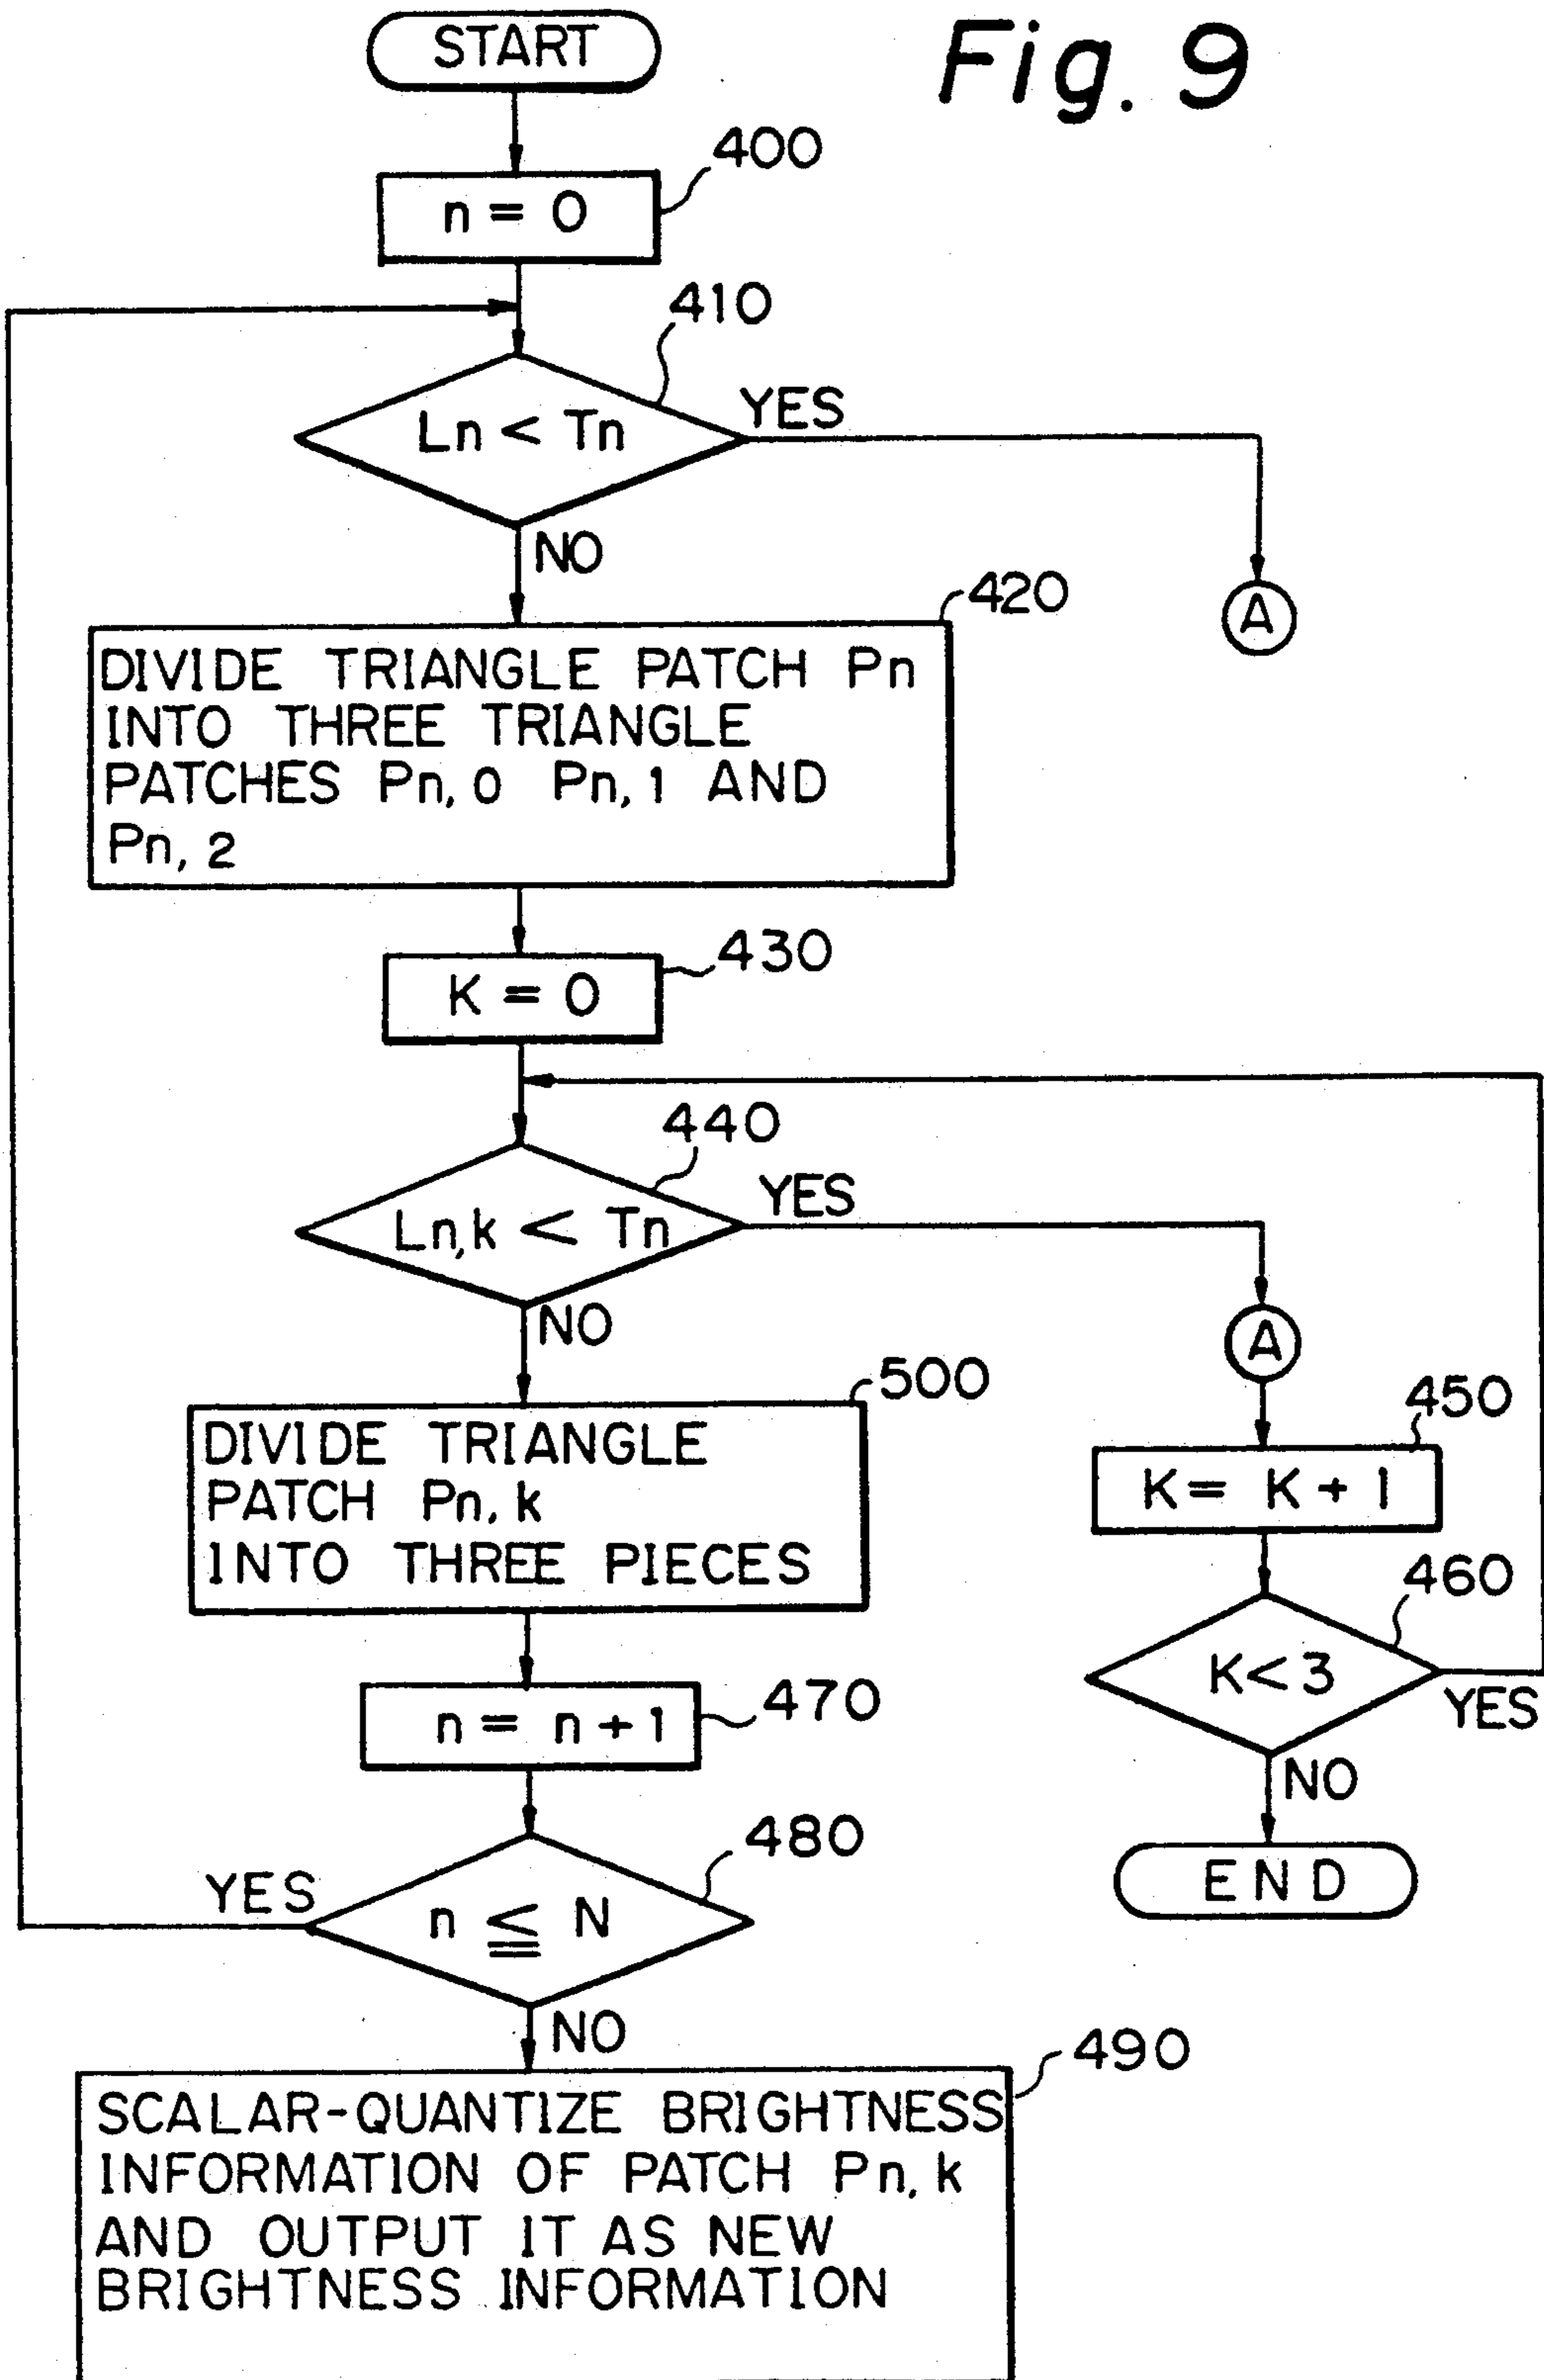 Fig. 9
START
400
n = 0
410
Ln < Tn
YES
NO
A
420
DIVIDE TRIANGLE PATCH Pn
INTO THREE TRIANGLE
PATCHES Pn, 0 Pn, 1 AND
Pn, 2
430
K = 0
440
Ln,k < Tn
YES
NO
A
500
DIVIDE TRIANGLE
PATCH Pn, k
INTO THREE PIECES
450
K = K + 1
460
K < 3
YES
NO
END
470
n = n + 1
480
n ≦ N
YES
NO
490
SCALAR-QUANTIZE BRIGHTNESS
INFORMATION OF PATCH Pn, k
AND OUTPUT IT AS NEW
BRIGHTNESS INFORMATION